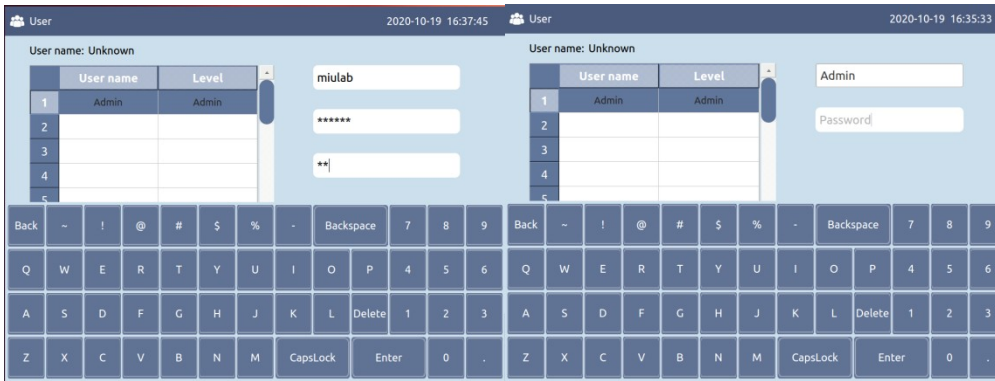 User 2020-10-19 16:37:45
User name: Unknown
User name Level
miulab
1 Admin Admin
2
******
3
**
4
5
Back ~ ! @ # $ % - Backspace 7 8 9
Q W E R T Y U I O P 4 5 6
A S D F G H J K L Delete 1 2 3
Z X C V B N M CapsLock Enter 0 .
User 2020-10-19 16:35:33
User name: Unknown
User name Level
Admin
1 Admin Admin
2
Password
3
4
5
Back ~ ! @ # $ % - Backspace 7 8 9
Q W E R T Y U I O P 4 5 6
A S D F G H J K L Delete 1 2 3
Z X C V B N M CapsLock Enter 0 .